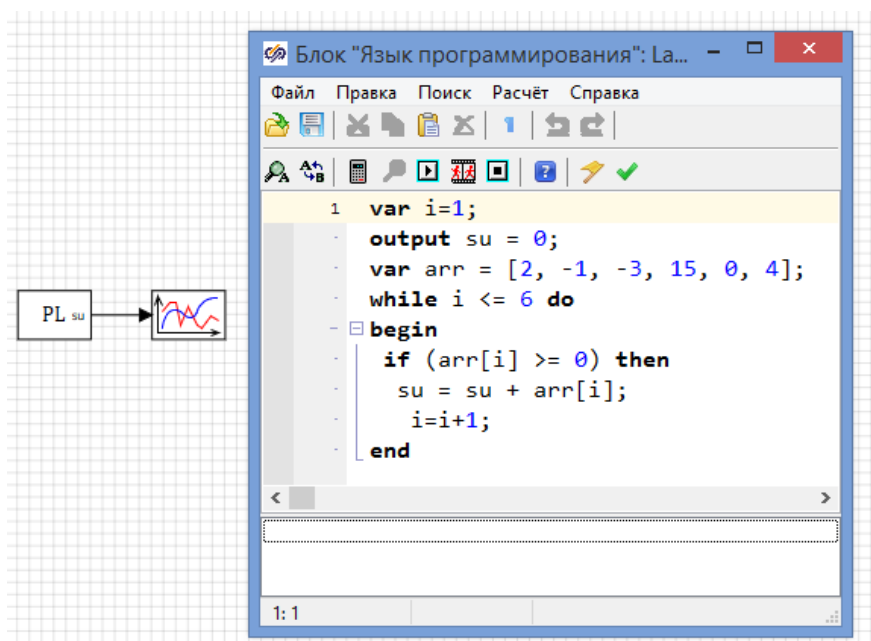 Блок "Язык программирования": La...
Файл Правка Поиск Расчёт Справка
1
1 var i=1;
output su = 0;
var arr = [2, -1, -3, 15, 0, 4];
while i <= 6 do
begin
if (arr[i] >= 0) then
su = su + arr[i];
i=i+1;
end
PL su
1: 1